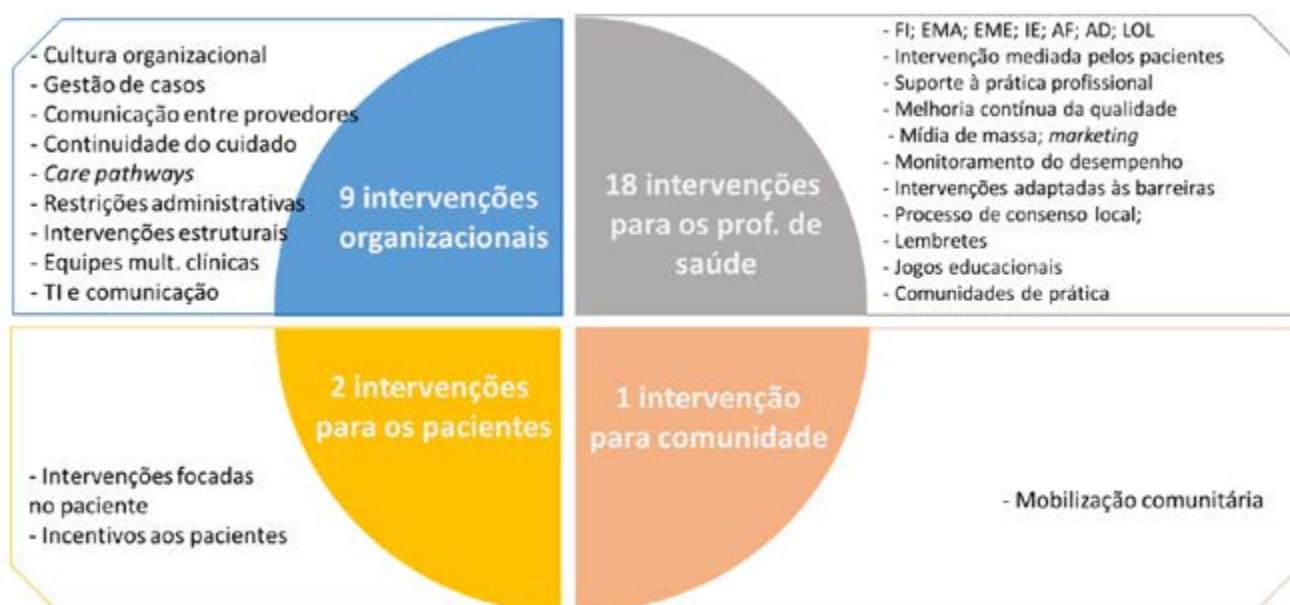 - Cultura organizacional
- Gestão de casos
- Comunicação entre provedores
- Continuidade do cuidado
- Care pathways
- Restrições administrativas
- Intervenções estruturais
- Equipes mult. clínicas
- TI e comunicação
9 intervenções
organizacionais
18 intervenções
para os prof. de
saúde
- FI; EMA; EME; IE; AF; AD; LOL
- Intervenção mediada pelos pacientes
- Suporte à prática profissional
- Melhoria contínua da qualidade
- Mídia de massa; marketing
- Monitoramento do desempenho
- Intervenções adaptadas às barreiras
- Processo de consenso local;
- Lembretes
- Jogos educacionais
- Comunidades de prática
2 intervenções
para os pacientes
- Intervenções focadas
no paciente
- Incentivos aos pacientes
1 intervenção
para comunidade
- Mobilização comunitária